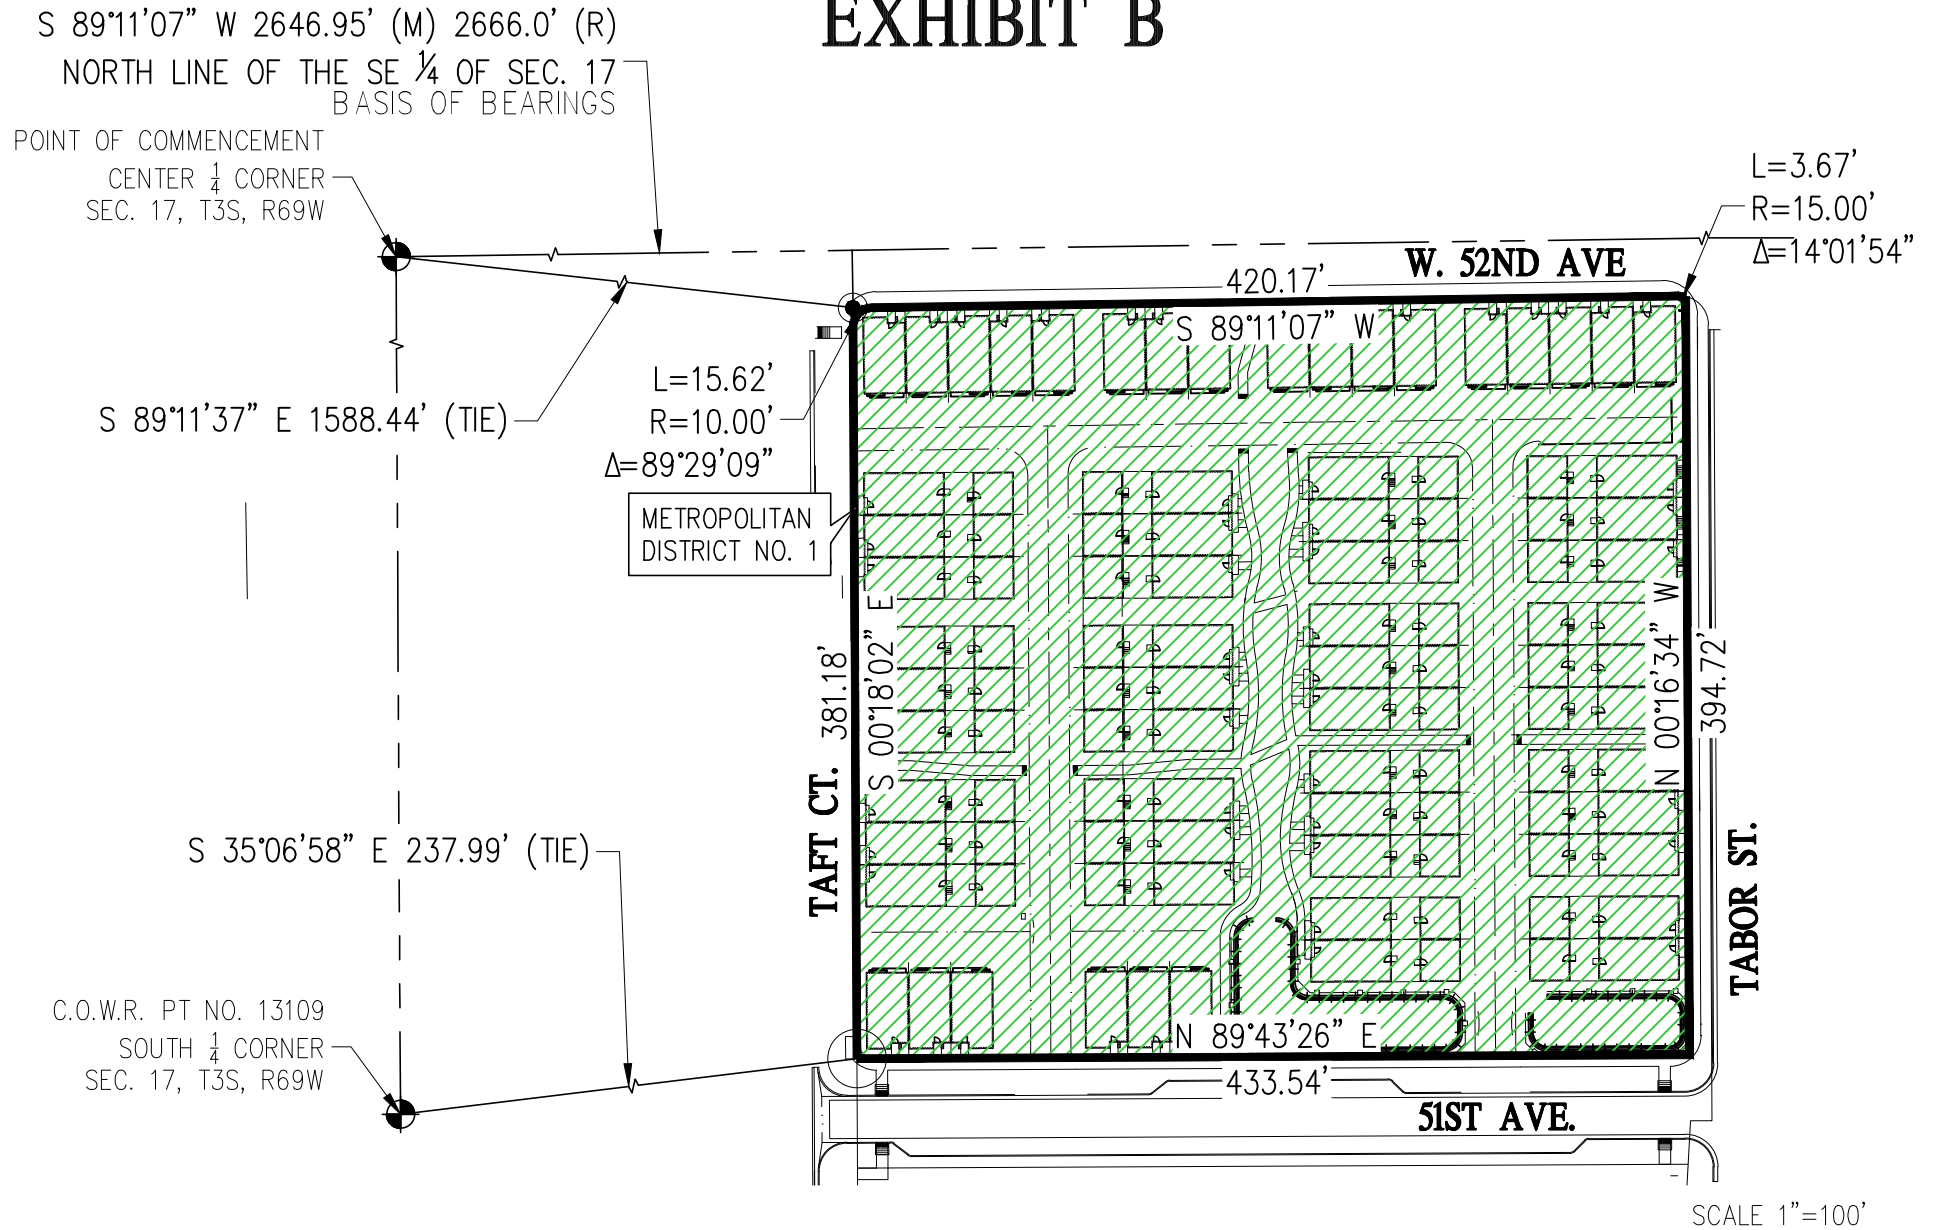 EXHIBIT B
S 89°11'07" W 2646.95' (M) 2666.0' (R)
NORTH LINE OF THE SE 1/4 OF SEC. 17
BASIS OF BEARINGS
POINT OF COMMENCEMENT
CENTER 1/4 CORNER
SEC. 17, T3S, R69W
L=3.67'
R=15.00'
Δ=14°01'54"
W. 52ND AVE
420.17'
S 89°11'07" W
L=15.62'
R=10.00'
Δ=89°29'09"
S 89°11'37" E 1588.44' (TIE)
METROPOLITAN
DISTRICT NO. 1
381.18'
S 00°18'02" E
N 00°16'34" W
394.72'
TAFT CT.
TABOR ST.
S 35°06'58" E 237.99' (TIE)
C.O.W.R. PT NO. 13109
SOUTH 1/4 CORNER
SEC. 17, T3S, R69W
N 89°43'26" E
433.54'
51ST AVE.
SCALE 1"=100'